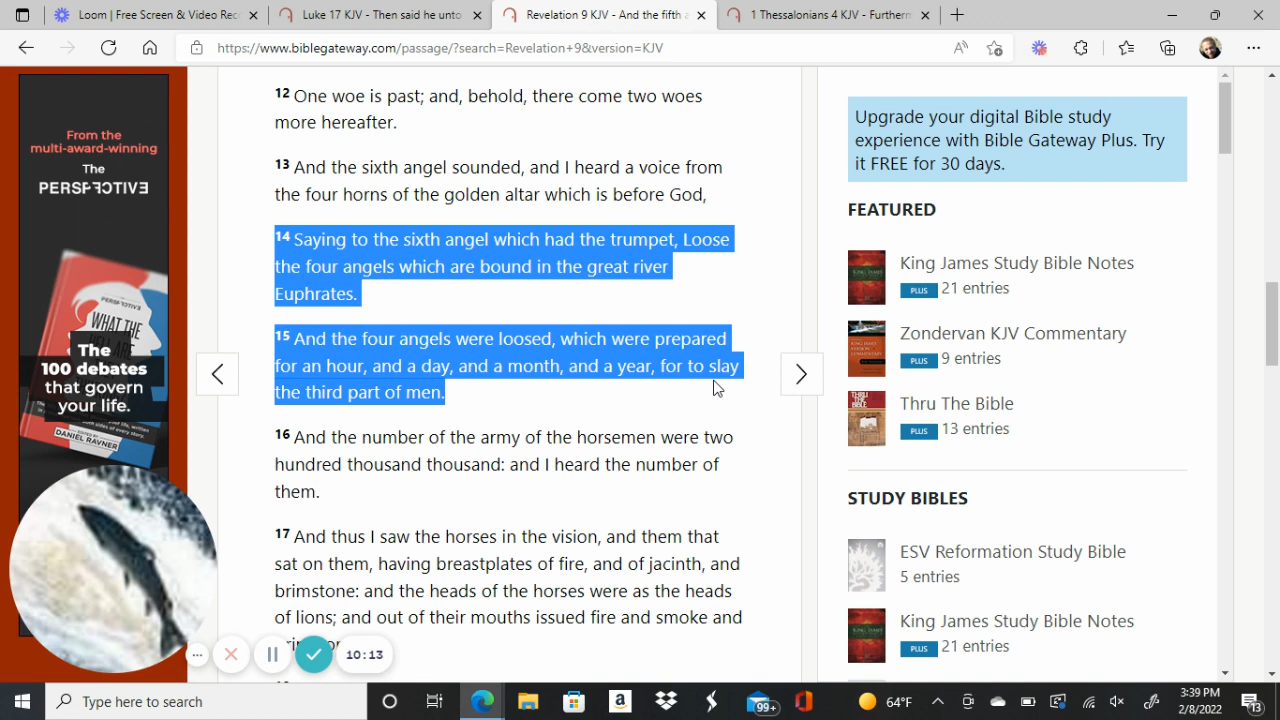 Loom | Free Screen & Video Rec
Luke 17 KJV - Then said he unto
Revelation 9 KJV - And the fifth a
1 Thessalonians 4 KJV - Furtherm
https://www.biblegateway.com/passage/?search=Revelation+9&version=KJV
From the
multi-award-winning
The
PERSPECTIVE
PERSPECTIVE
WHAT THE
The
100 debates
that govern
your life.
DANIEL RAVNER
12 One woe is past; and, behold, there come two woes
more hereafter.
13 And the sixth angel sounded, and I heard a voice from
the four horns of the golden altar which is before God,
14 Saying to the sixth angel which had the trumpet, Loose
the four angels which are bound in the great river
Euphrates.
15 And the four angels were loosed, which were prepared
for an hour, and a day, and a month, and a year, for to slay
the third part of men.
16 And the number of the army of the horsemen were two
hundred thousand thousand: and I heard the number of
them.
17 And thus I saw the horses in the vision, and them that
sat on them, having breastplates of fire, and of jacinth, and
brimstone: and the heads of the horses were as the heads
of lions; and out of their mouths issued fire and smoke and
10:13
Upgrade your digital Bible study
experience with Bible Gateway Plus. Try
it FREE for 30 days.
FEATURED
King James Study Bible Notes
PLUS 21 entries
Zondervan KJV Commentary
PLUS 9 entries
Thru The Bible
PLUS 13 entries
STUDY BIBLES
ESV Reformation Study Bible
5 entries
King James Study Bible Notes
PLUS 21 entries
Type here to search
99+
64°F
3:39 PM
2/8/2022
13